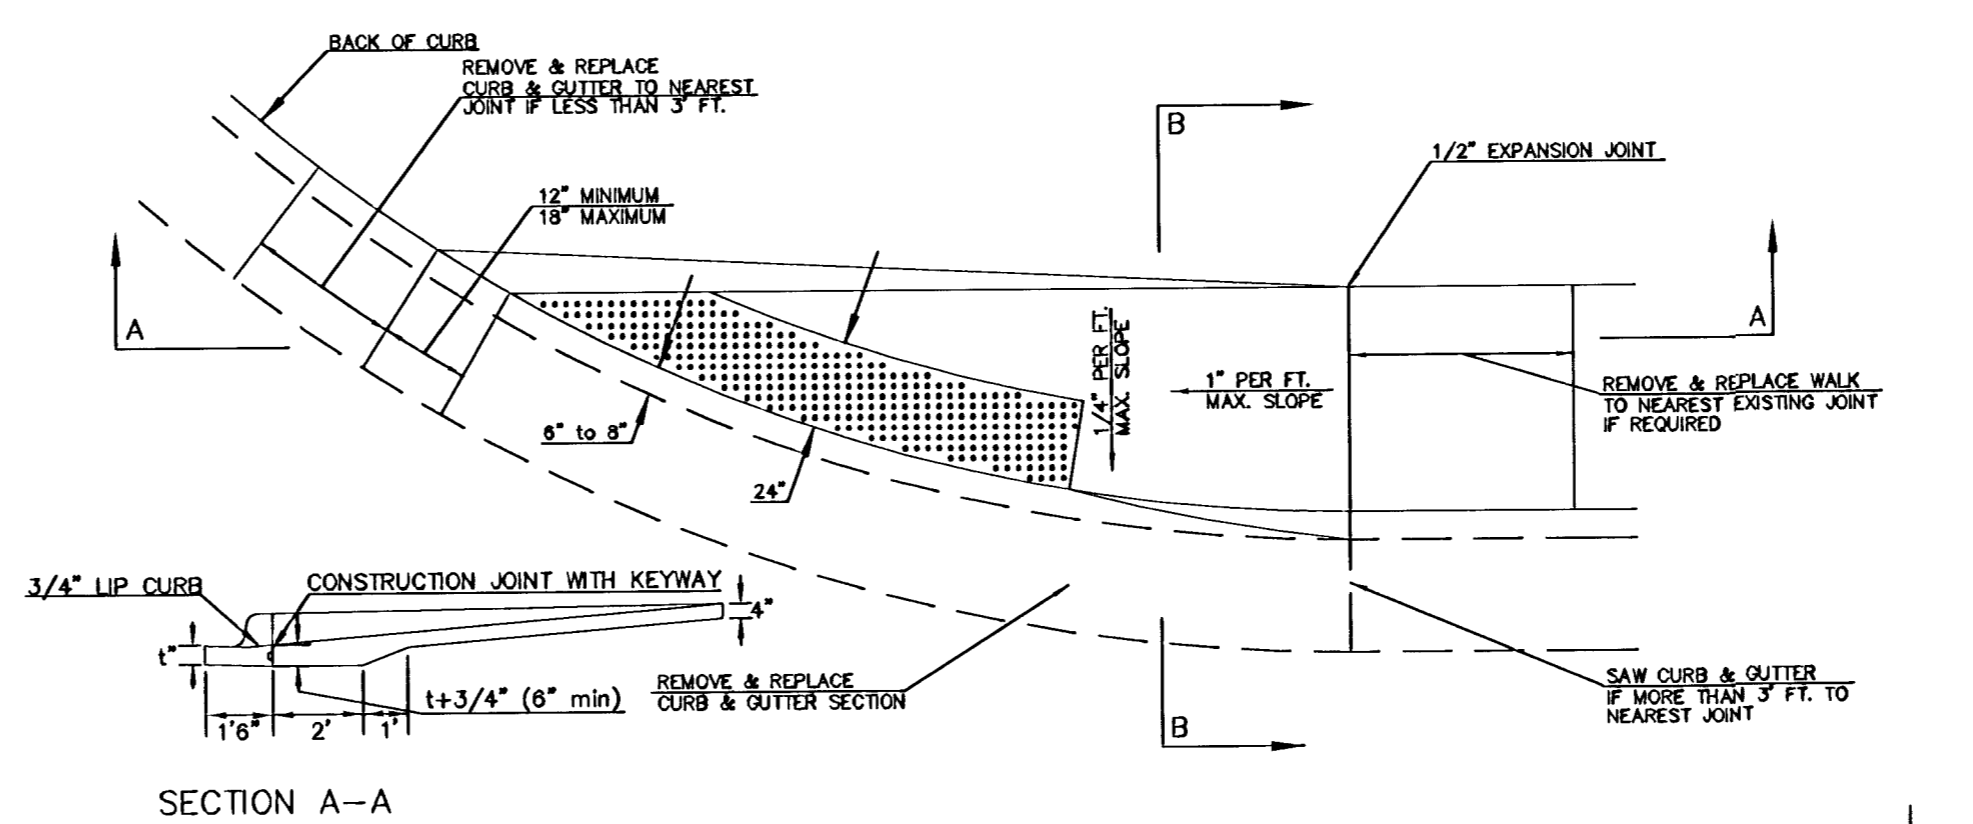 BACK OF CURB
REMOVE & REPLACE
CURB & GUTTER TO NEAREST
JOINT IF LESS THAN 3' FT.
B
1/2" EXPANSION JOINT
12" MINIMUM
18" MAXIMUM
A
A
1/4" PER FT.
MAX. SLOPE
1" PER FT.
MAX. SLOPE
REMOVE & REPLACE WALK
TO NEAREST EXISTING JOINT
IF REQUIRED
6" to 8"
24"
3/4" LIP CURB
CONSTRUCTION JOINT WITH KEYWAY
4"
t"
t+3/4" (6" min)
1'6"
2'
1'
REMOVE & REPLACE
CURB & GUTTER SECTION
SAW CURB & GUTTER
IF MORE THAN 3' FT. TO
NEAREST JOINT
B
SECTION A-A